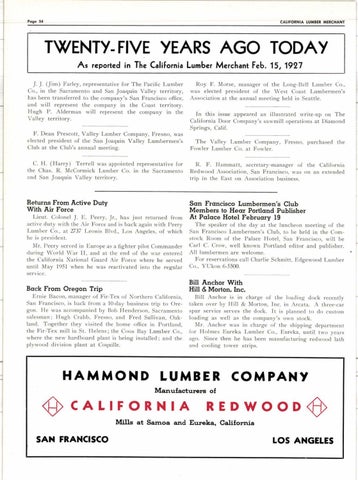 Page 54
CALIFORNIA LUMBER MERCHANT
TWENTY-FIVE YEARS AGO TODAY
As reported in The California Lumber Merchant Feb. 15, 1927
J. J. (Jim) Farley, representative for The Pacific Lumber
Co., in the Sacramento and San Joaquin Valley territory,
has been transferred to the company's San Francisco office,
and will represent the company in the Coast territory.
Hugh P. Alderman will represent the company in the
Valley territory.
F. Dean Prescott, Valley Lumber Company, Fresno, was
elected president of the San Joaquin Valley Lumbermen's
Club at the Club's annual meeting.
C. H. (Harry) Terrell was appointed representative for
the Chas. R. McCormick Lumber Co. in the Sacramento
and San Joaquin Valley territory.
Roy F. Morse, manager of the Long-Bell Lumber Co.,
was elected president of the West Coast Lumbermen's
Association at the annual meeting held in Seattle.
In this issue appeared an illustrated write-up on The
California Door Company's saw-mill operations at Diamond
Springs, Calif.
The Valley Lumber Company, Fresno, purchased the
Fowler Lumber Co. at Fowler.
R. F. Hammatt, secretary-manager of the California
Redwood Association, San Francisco, was on an extended
trip in the East on Association business.
Returns From Active Duty
With Air Force
Lieut. Colonel J. E. Peery, Jr., has just returned from
active duty with the Air Force and is back again with Peery
Lumber Co., at 2737 Leonis Blvd., Los Angeles, of which
he is president.
Mr. Peery served in Europe as a fighter pilot Commander
during World War II, and at the end of the war entered
the California National Guard Air Force where he served
until May 1951 when he was reactivated into the regular
service.
Back From Oregon Trip
Ernie Bacon, manager of Fir-Tex of Northern California,
San Francisco, is back from a 10-day business trip to Ore-
gon. He was accompanied by Bob Henderson, Sacramento
salesman; Hugh Crabb, Fresno, and Fred Sullivan, Oak-
land. Together they visited the home office in Portland,
the Fir-Tex mill in St. Helens; the Coos Bay Lumber Co.,
where the new hardboard plant is being installed; and the
plywood division plant at Coquille.
San Francisco Lumbermen's Club
Members to Hear Portland Publisher
At Palace Hotel February 19
The speaker of the day at the luncheon meeting of the
San Francisco Lumbermen's Club, to be held in the Com-
stock Room of the Palace Hotel, San Francisco, will be
Carl C. Crow, well known Portland editor and publisher.
All lumbermen are welcome.
For reservations call Charlie Schmitt, Edgewood Lumber
Co., YUkon 6-5300.
Bill Anchor With
Hill & Morton, Inc.
Bill Anchor is in charge of the loading dock recently
taken over by Hill & Morton, Inc. in Arcata. A three-car
spur service serves the dock. It is planned to do custom
loading as well as the company's own stock.
Mr. Anchor was in charge of the shipping department
for Holmes Eureka Lumber Co., Eureka, until two years
ago. Since then he has been manufacturing redwood lath
and cooling tower strips.
HAMMOND LUMBER COMPANY
Manufacturers of
H CALIFORNIA REDWOOD H
Mills at Samoa and Eureka, California
SAN FRANCISCO
LOS ANGELES